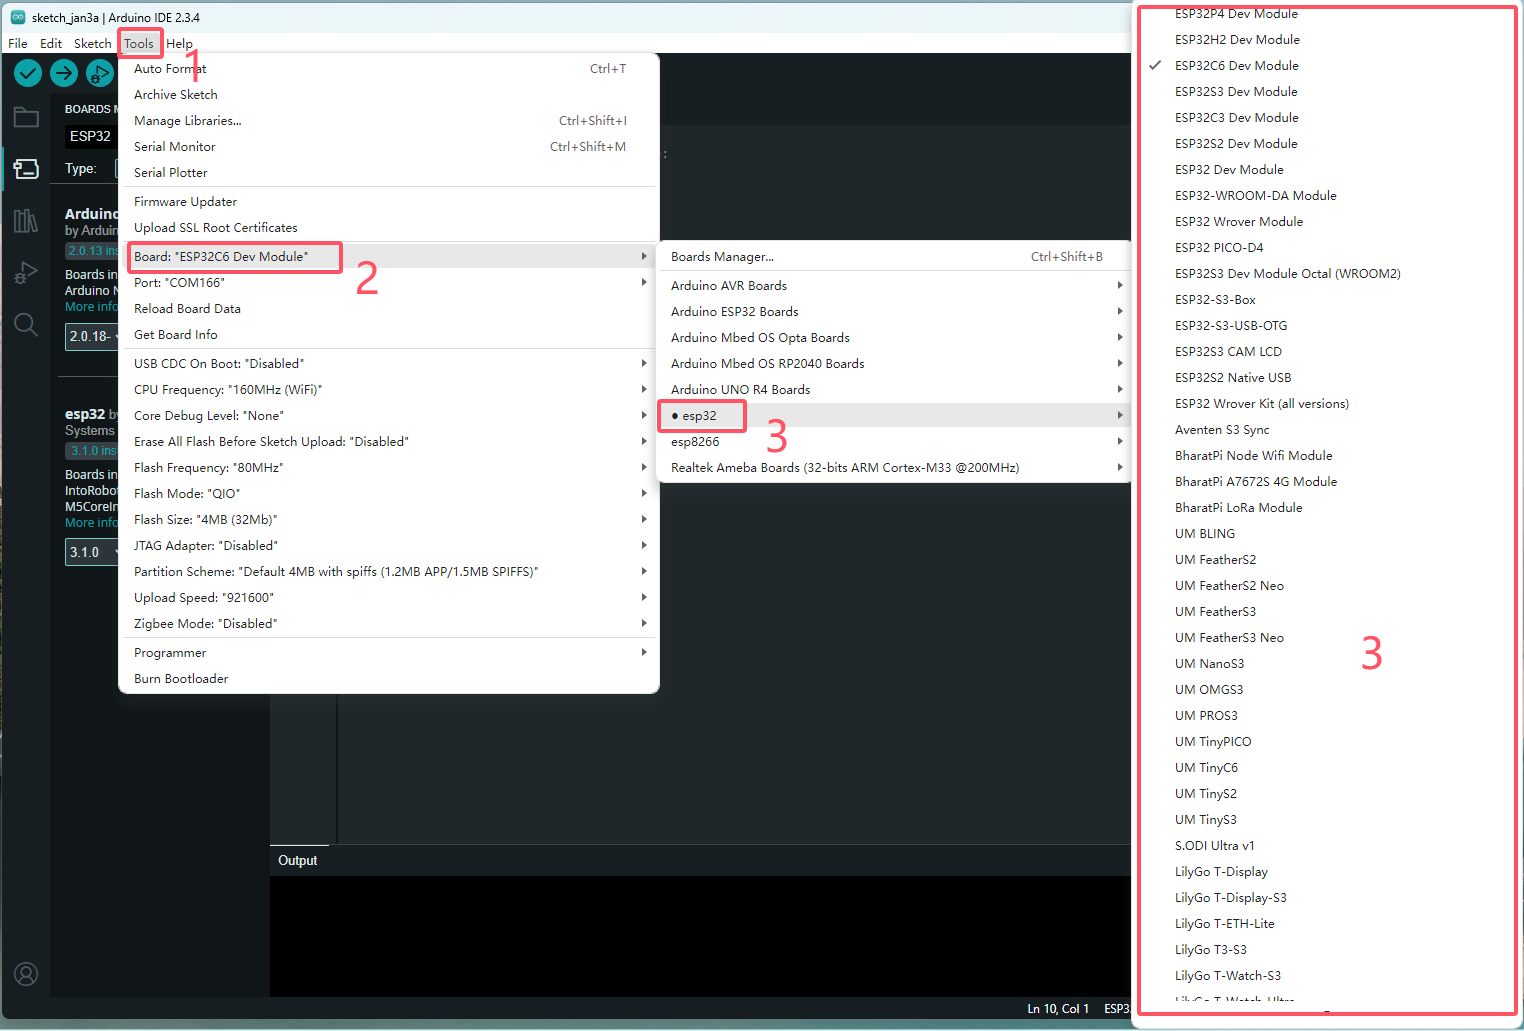 sketch_jan3a | Arduino IDE 2.3.4
File Edit Sketch Tools Help
1
BOARDS
ESP32
Type:
Arduino
by Arduin
2.0.13 ins
Boards in
Arduino N
More info
2.0.18-
esp32 by
Systems
3.1.0 ins
Boards in
IntoRobot
M5CoreIn
More info
3.1.0
Auto Format Ctrl+T
Archive Sketch
Manage Libraries... Ctrl+Shift+I
Serial Monitor Ctrl+Shift+M
Serial Plotter
Firmware Updater
Upload SSL Root Certificates
Board: "ESP32C6 Dev Module"
2
Port: "COM166"
Reload Board Data
Get Board Info
USB CDC On Boot: "Disabled"
CPU Frequency: "160MHz (WiFi)"
Core Debug Level: "None"
Erase All Flash Before Sketch Upload: "Disabled"
Flash Frequency: "80MHz"
Flash Mode: "QIO"
Flash Size: "4MB (32Mb)"
JTAG Adapter: "Disabled"
Partition Scheme: "Default 4MB with spiffs (1.2MB APP/1.5MB SPIFFS)"
Upload Speed: "921600"
Zigbee Mode: "Disabled"
Programmer
Burn Bootloader
Boards Manager... Ctrl+Shift+B
Arduino AVR Boards
Arduino ESP32 Boards
Arduino Mbed OS Opta Boards
Arduino Mbed OS RP2040 Boards
Arduino UNO R4 Boards
● esp32
3
esp8266
Realtek Ameba Boards (32-bits ARM Cortex-M33 @200MHz)
ESP32P4 Dev Module
ESP32H2 Dev Module
✓ ESP32C6 Dev Module
ESP32S3 Dev Module
ESP32C3 Dev Module
ESP32S2 Dev Module
ESP32 Dev Module
ESP32-WROOM-DA Module
ESP32 Wrover Module
ESP32 PICO-D4
ESP32S3 Dev Module Octal (WROOM2)
ESP32-S3-Box
ESP32-S3-USB-OTG
ESP32S3 CAM LCD
ESP32S2 Native USB
ESP32 Wrover Kit (all versions)
Aventen S3 Sync
BharatPi Node Wifi Module
BharatPi A7672S 4G Module
BharatPi LoRa Module
UM BLING
UM FeatherS2
UM FeatherS2 Neo
UM FeatherS3
UM FeatherS3 Neo
3
UM NanoS3
UM OMGS3
UM PROS3
UM TinyPICO
UM TinyC6
UM TinyS2
UM TinyS3
S.ODI Ultra v1
LilyGo T-Display
LilyGo T-Display-S3
LilyGo T-ETH-Lite
LilyGo T3-S3
LilyGo T-Watch-S3
LilyGo T-Watch-Ultra
Output
Ln 10, Col 1 ESP3